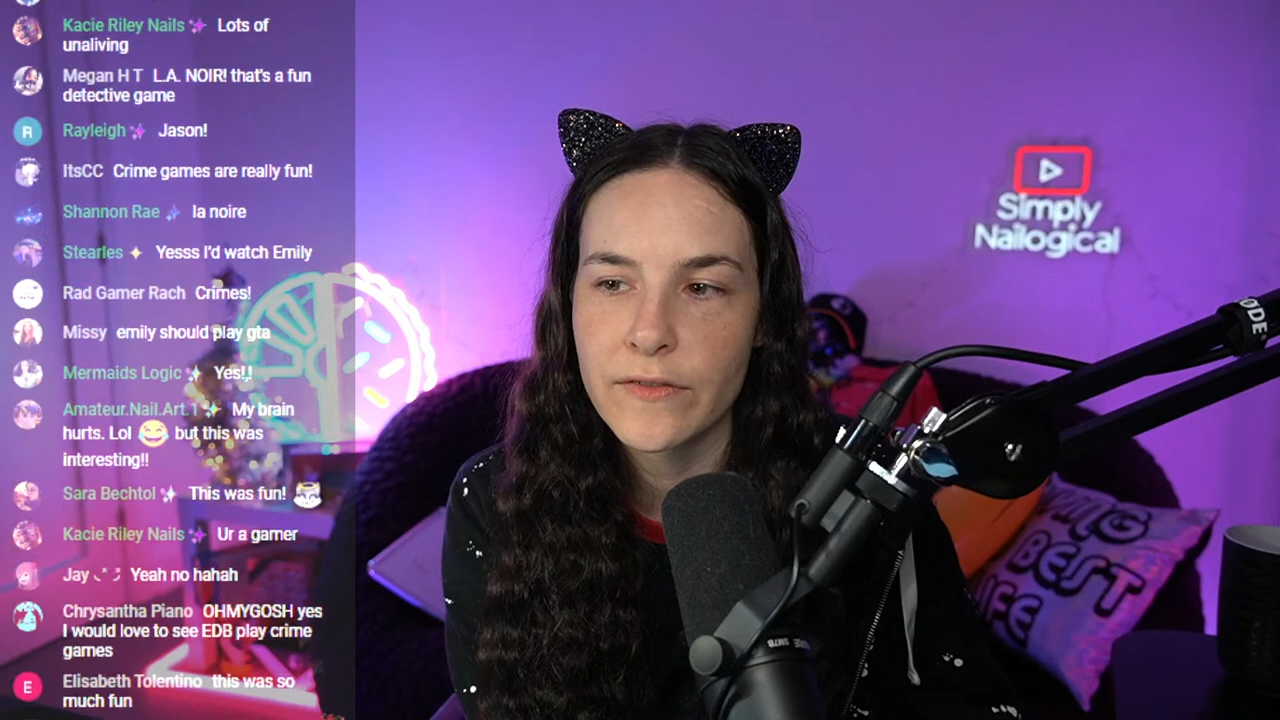 Kacie Riley Nails Lots of
unaliving
Megan H T L.A. NOIR! that's a fun
detective game
R Rayleigh Jason!
ItsCC Crime games are really fun!
Shannon Rae la noire
Stearles Yesss I'd watch Emily
Rad Gamer Rach Crimes!
Missy emily should play gta
Mermaids Logic Yes!!
Amateur.Nail.Art.1 My brain
hurts. Lol 😂 but this was
interesting!!
Sara Bechtol This was fun!
Kacie Riley Nails Ur a gamer
Jay Yeah no hahah
Chrysantha Piano OHMYGOSH yes
I would love to see EDB play crime
games
E Elisabeth Tolentino this was so
much fun
Simply
Nailogical
BEST